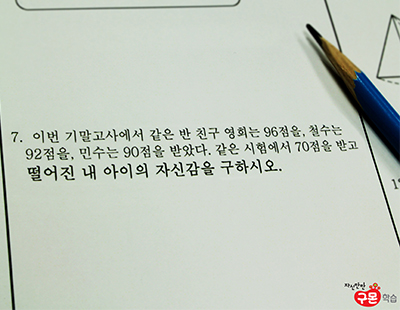 7. 이번 기말고사에서 같은 반 친구 영희는 96점을, 철수는
92점을, 민수는 90점을 받았다. 같은 시험에서 70점을 받고
떨어진 내 아이의 자신감을 구하시오.
자신만만
구몬 학습